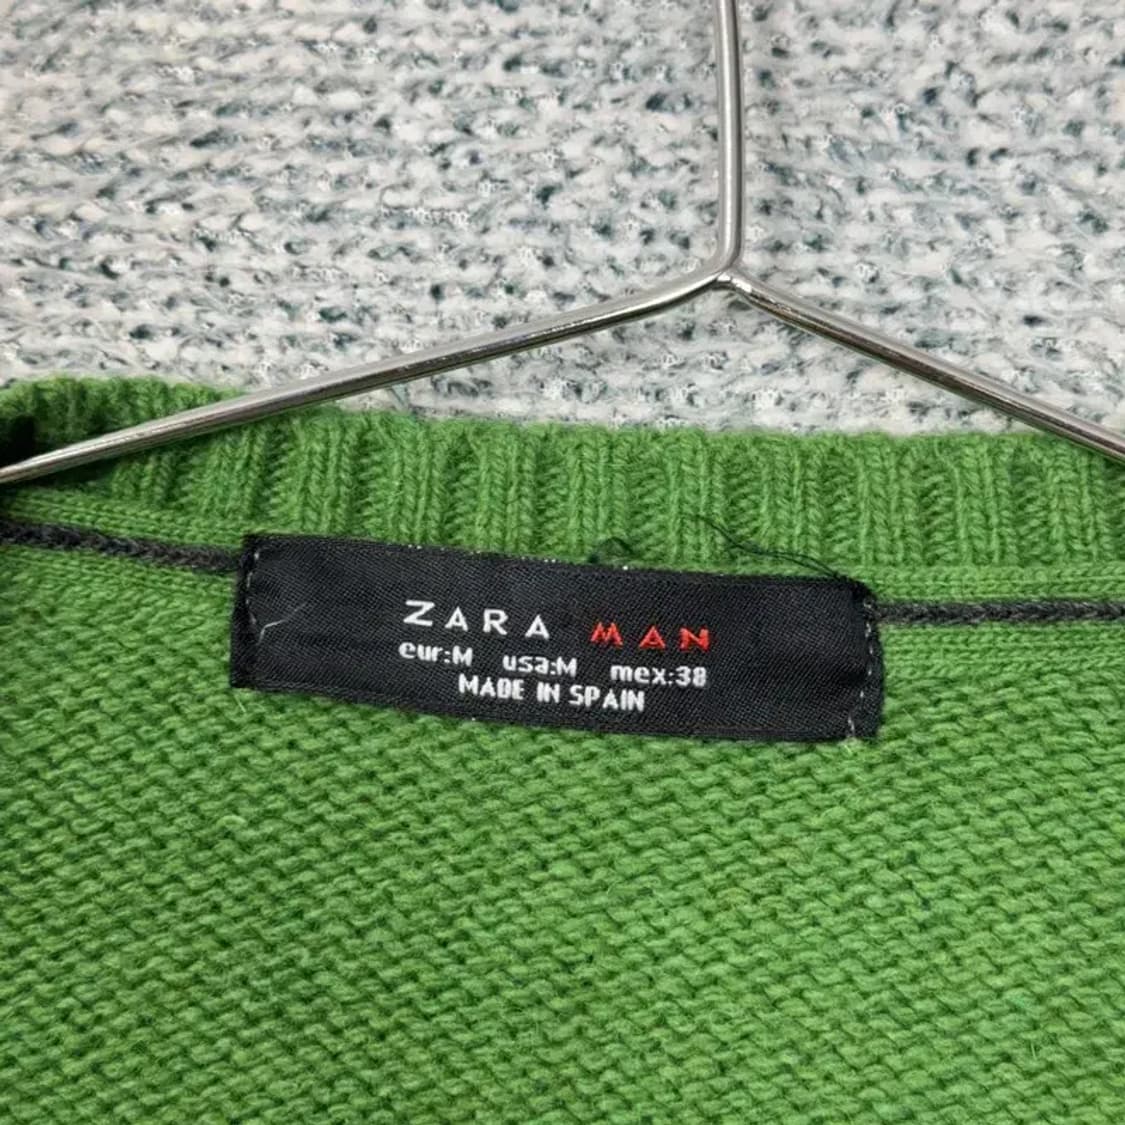 ZARA MAN
eur:M usa:M mex:38
MADE IN SPAIN